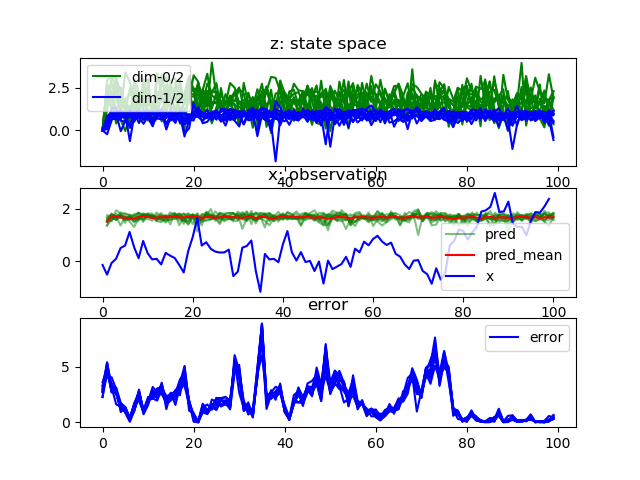 z: state space
dim-0/2
dim-1/2
2.5
0.0
0 20 40 60 80 100
x: observation
2
0
pred
pred_mean
x
0 20 40 60 80 100
error
error
5
0
0 20 40 60 80 100